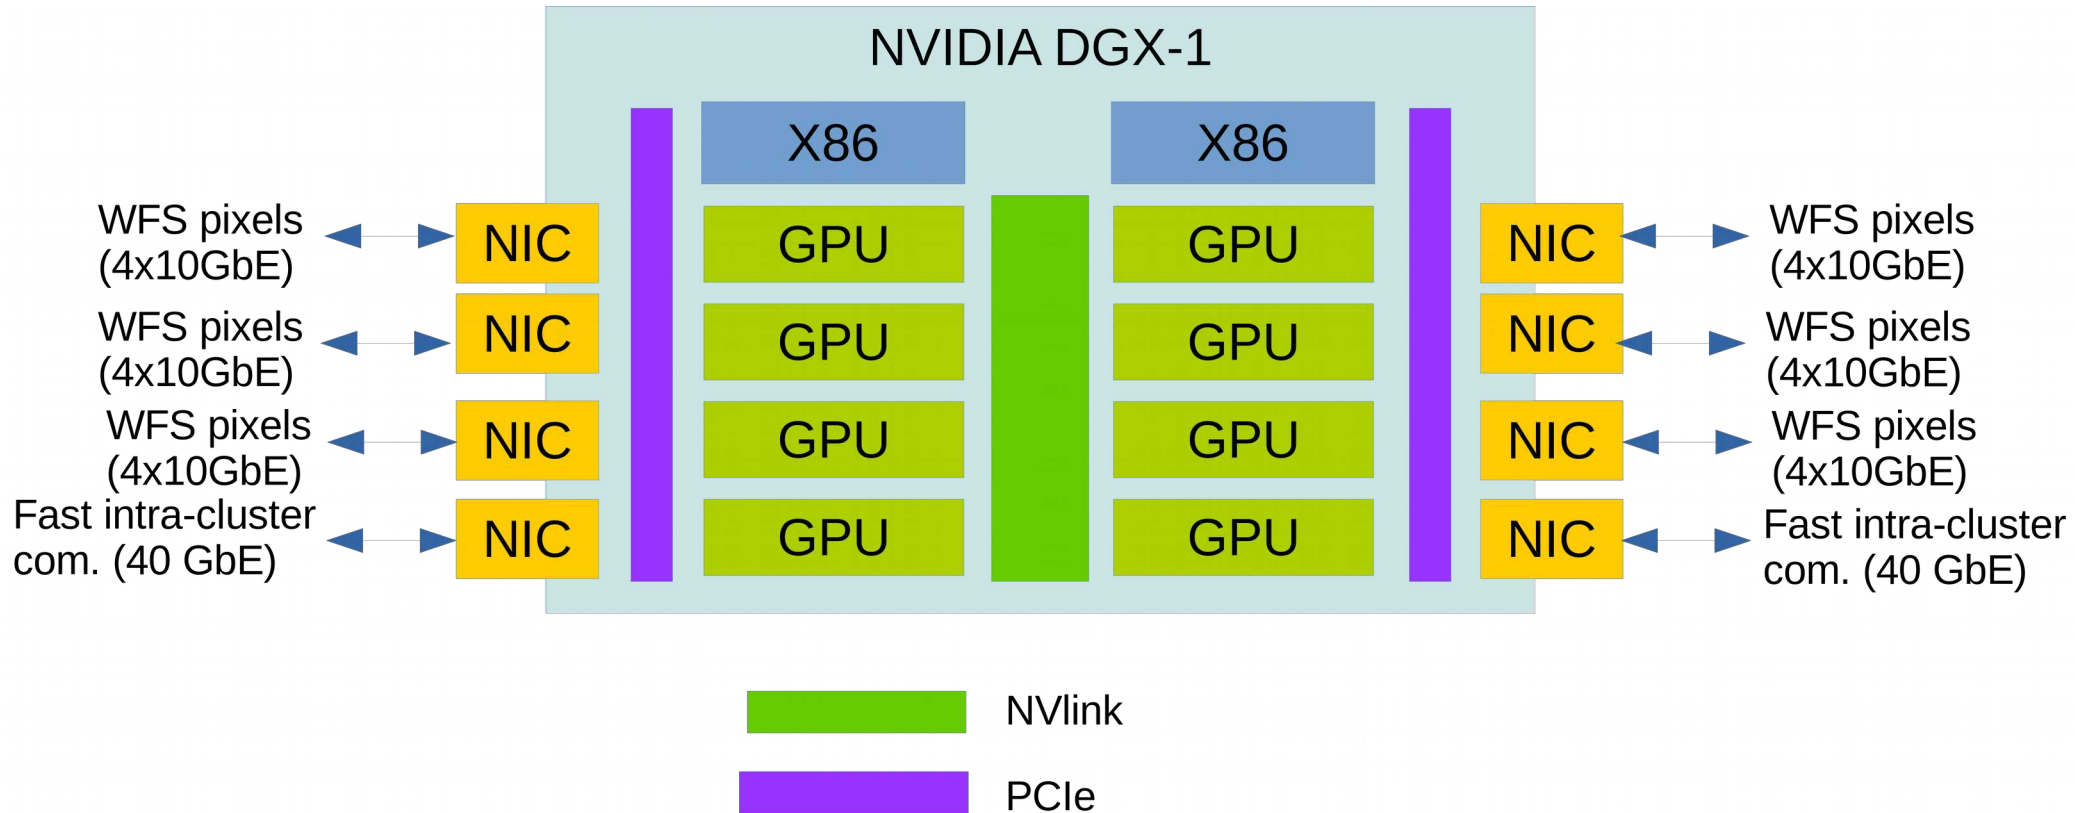 NVIDIA DGX-1
X86
X86
WFS pixels
(4x10GbE)
NIC
GPU
GPU
NIC
WFS pixels
(4x10GbE)
WFS pixels
(4x10GbE)
NIC
GPU
GPU
NIC
WFS pixels
(4x10GbE)
WFS pixels
(4x10GbE)
NIC
GPU
GPU
NIC
WFS pixels
(4x10GbE)
Fast intra-cluster
com. (40 GbE)
NIC
GPU
GPU
NIC
Fast intra-cluster
com. (40 GbE)
NVlink
PCIe